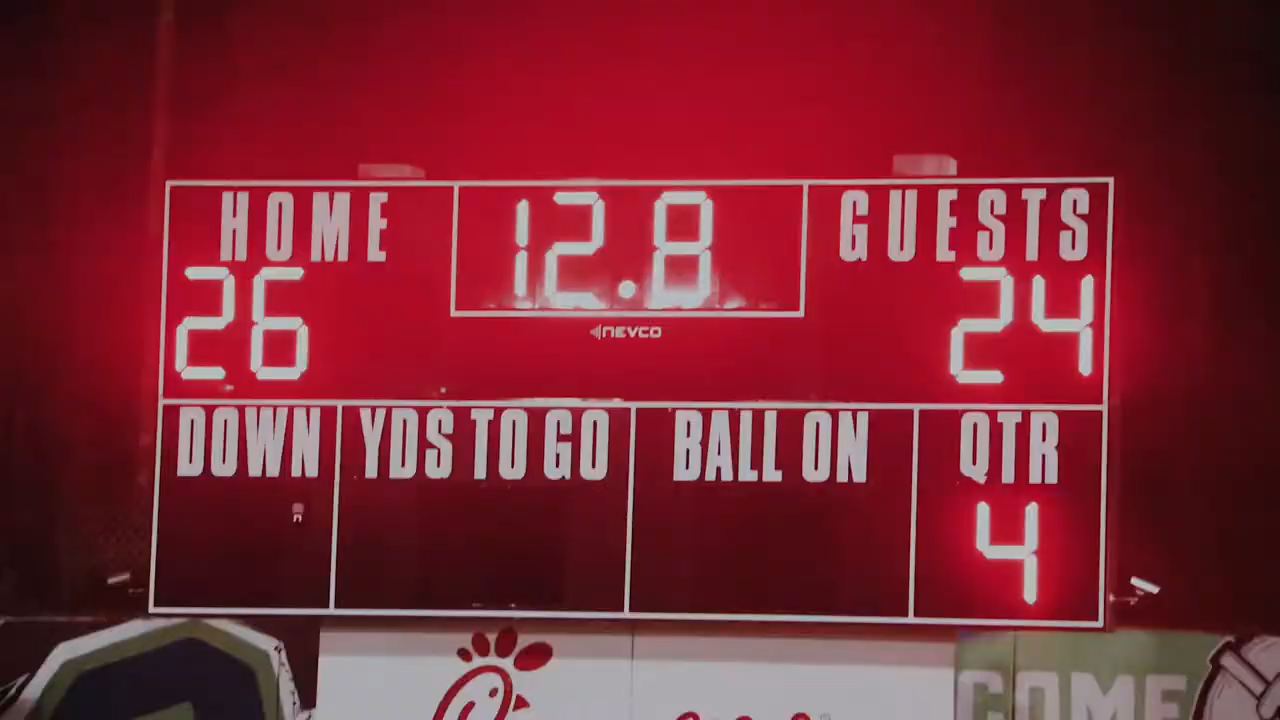 HOME 12.8 GUESTS
26 24
NEVCO
DOWN YDS TO GO BALL ON QTR
4
COME